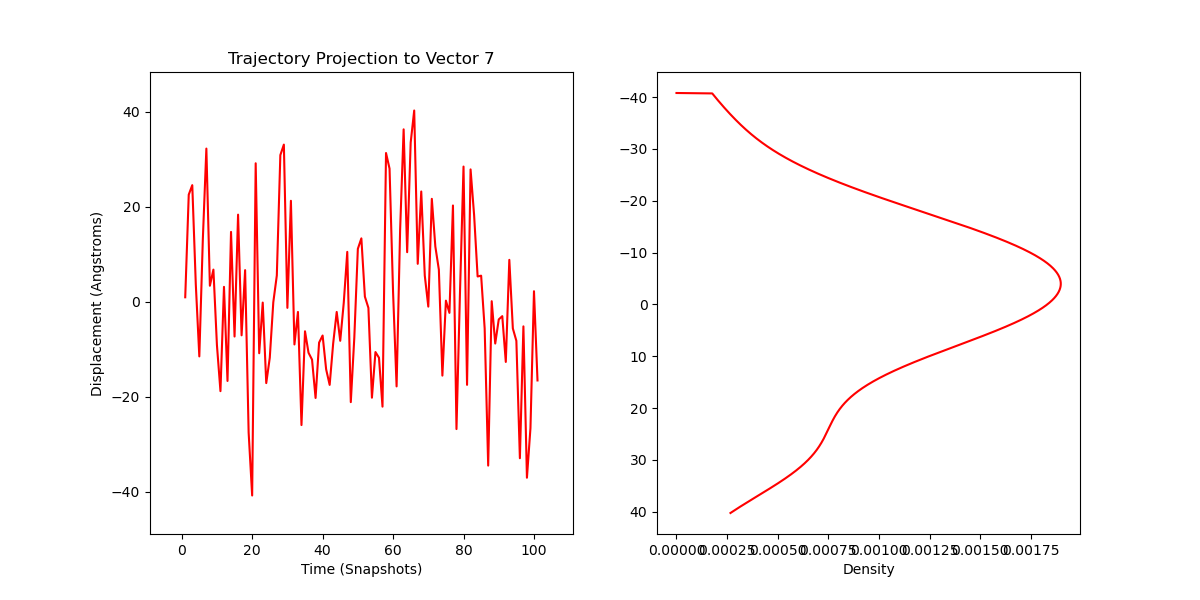 Trajectory Projection to Vector 7
40
20
0
−20
−40
Displacement (Angstroms)
0 20 40 60 80 100
Time (Snapshots)
−40
−30
−20
−10
0
10
20
30
40
0.00000 0.00025 0.00050 0.00075 0.00100 0.00125 0.00150 0.00175
Density